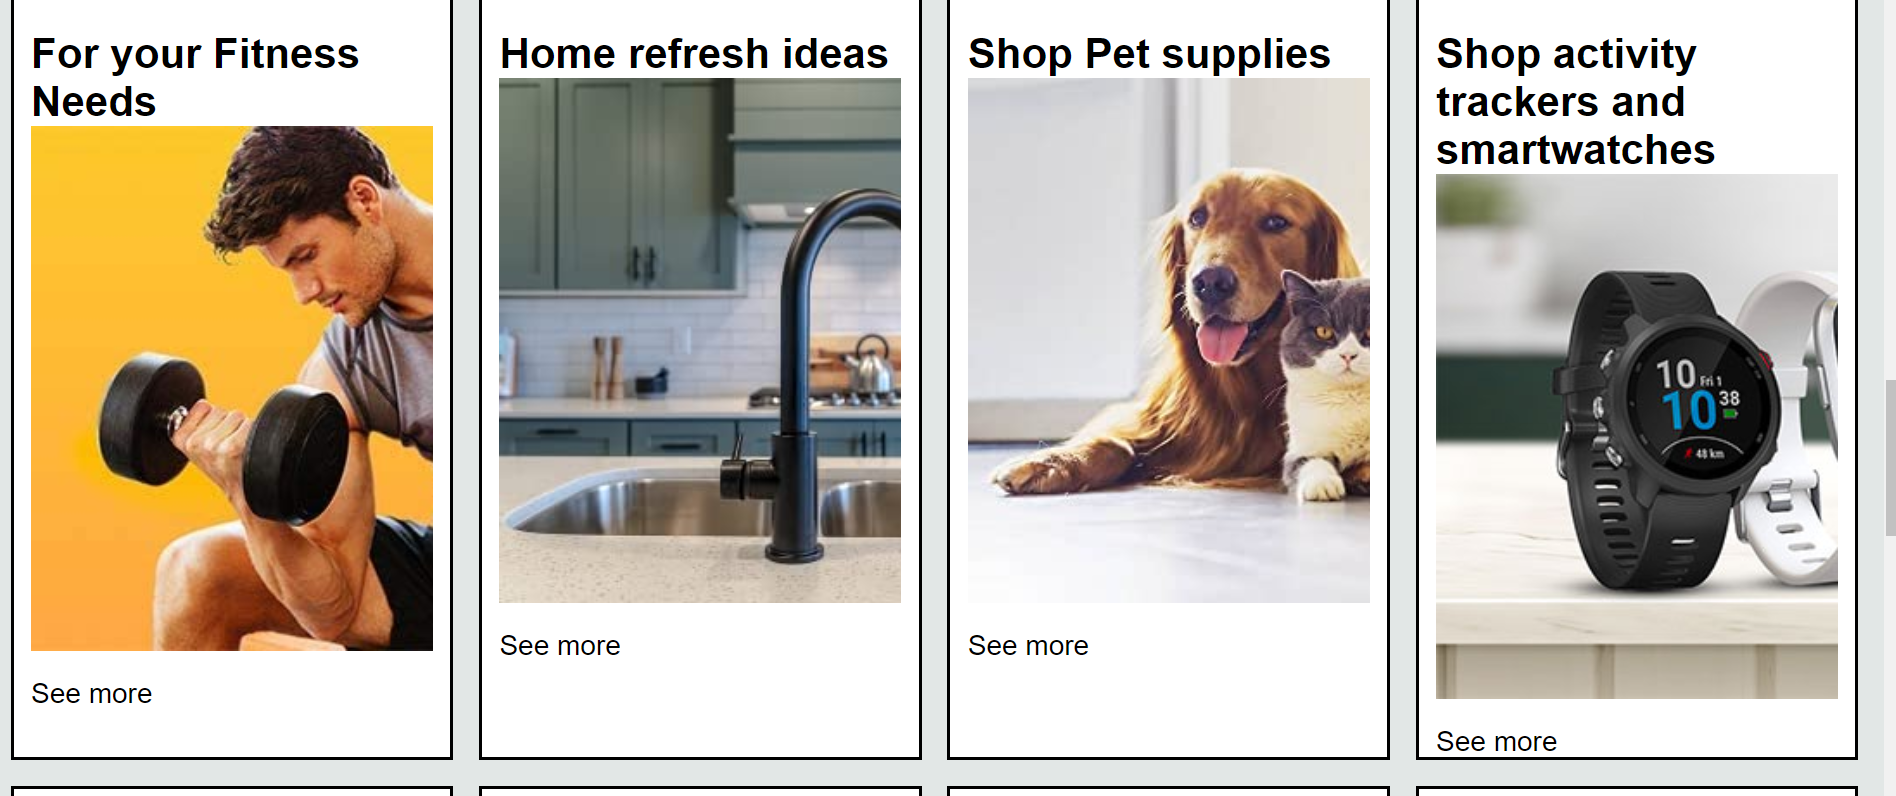 For your Fitness
Needs
See more
Home refresh ideas
See more
Shop Pet supplies
See more
Shop activity
trackers and
smartwatches
10 Fri 1
10 38
48 km
See more